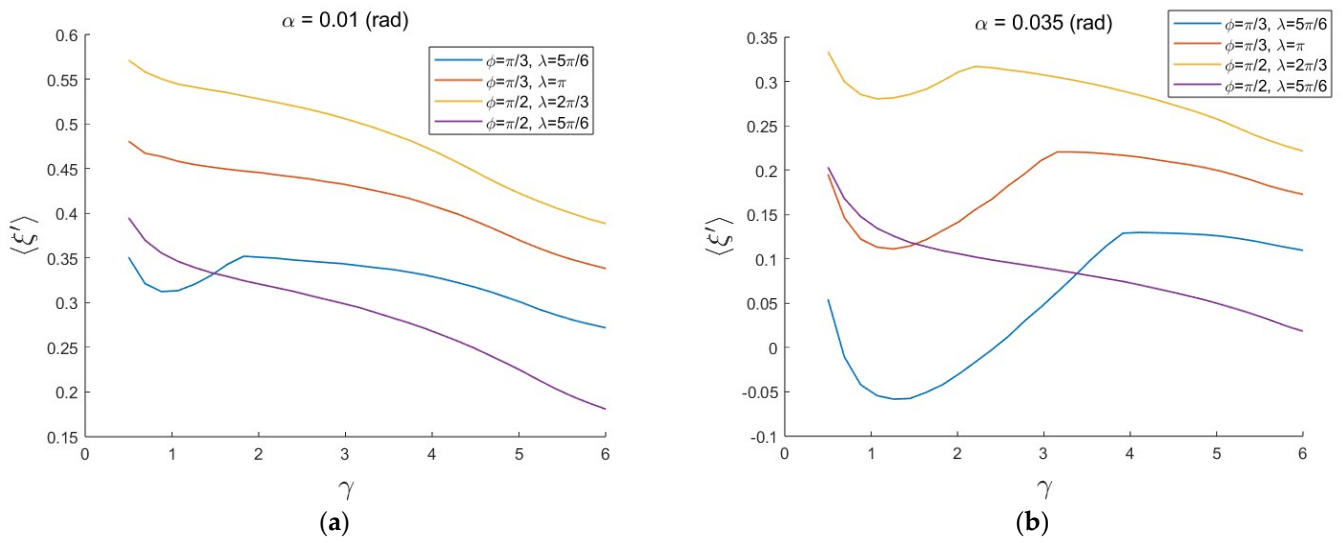 α = 0.01 (rad)
0.6
0.55
0.5
0.45
0.4
0.35
0.3
0.25
0.2
0.15
0
1
2
3
4
5
6
⟨ξ′⟩
γ
ϕ=π/3, λ=5π/6
ϕ=π/3, λ=π
ϕ=π/2, λ=2π/3
ϕ=π/2, λ=5π/6
(a)
α = 0.035 (rad)
0.35
0.3
0.25
0.2
0.15
0.1
0.05
0
-0.05
-0.1
0
1
2
3
4
5
6
⟨ξ′⟩
γ
ϕ=π/3, λ=5π/6
ϕ=π/3, λ=π
ϕ=π/2, λ=2π/3
ϕ=π/2, λ=5π/6
(b)